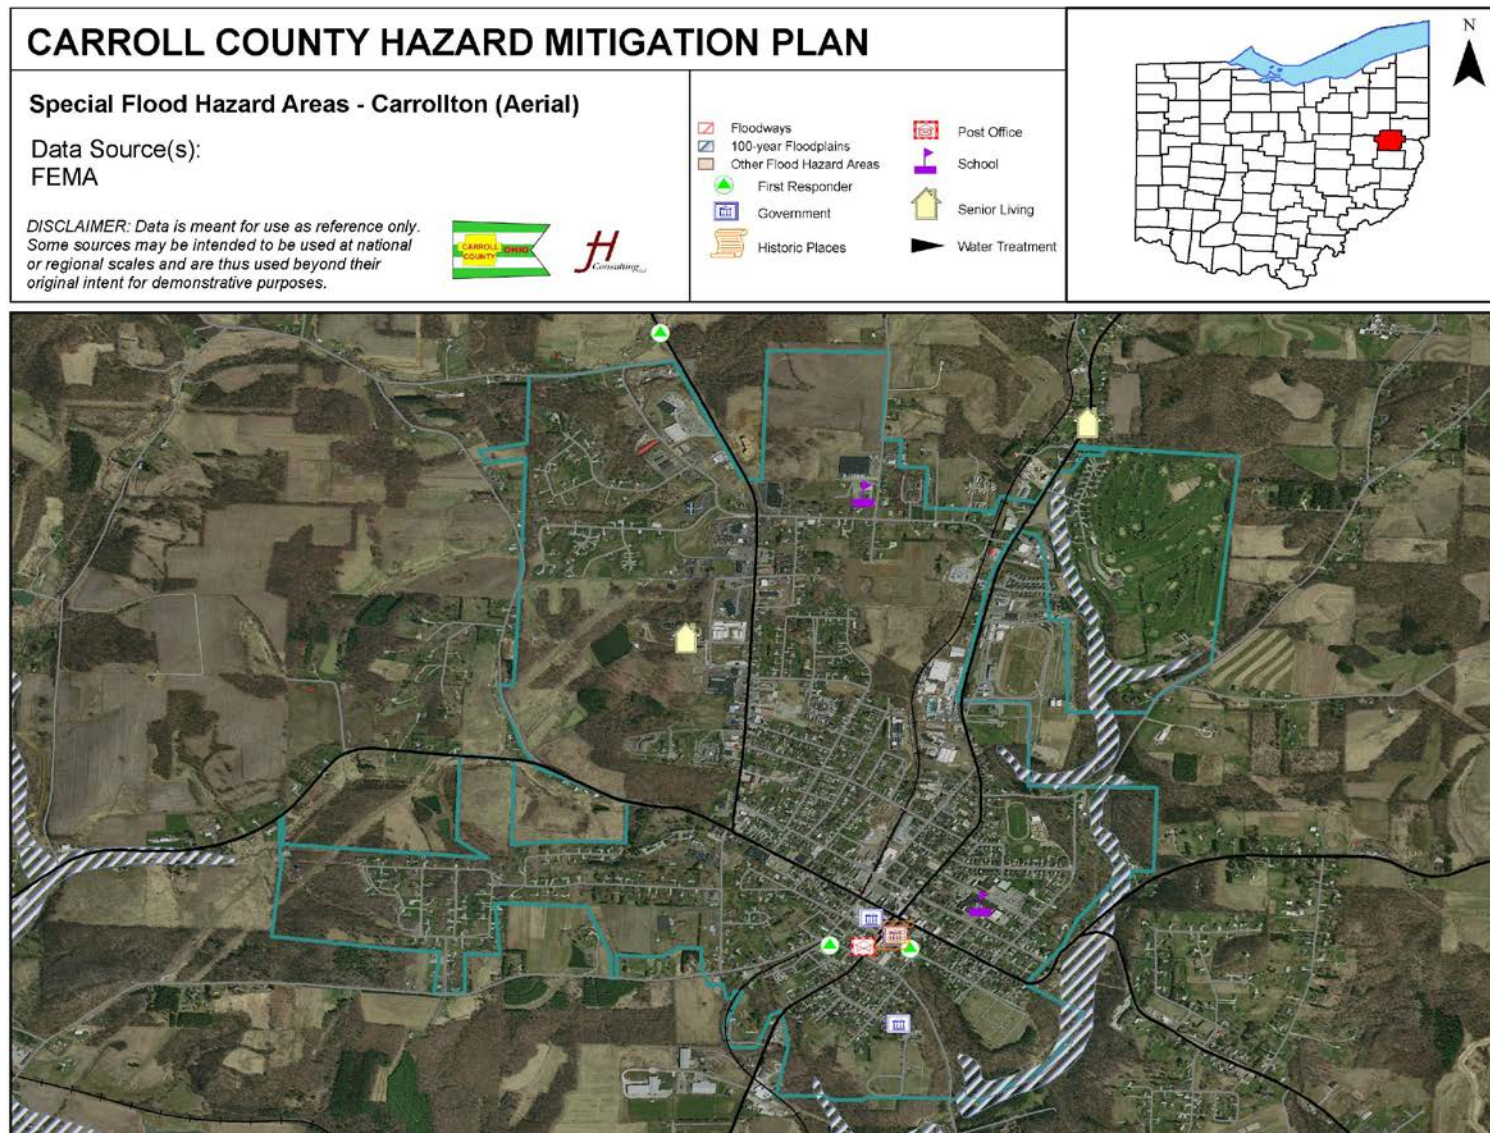 CARROLL COUNTY HAZARD MITIGATION PLAN
Special Flood Hazard Areas - Carrollton (Aerial)
Data Source(s):
FEMA
DISCLAIMER: Data is meant for use as reference only.
Some sources may be intended to be used at national
or regional scales and are thus used beyond their
original intent for demonstrative purposes.
CARROLL
COUNTY
OHIO
JH
Consulting
Floodways
100-year Floodplains
Other Flood Hazard Areas
First Responder
Government
Historic Places
Post Office
School
Senior Living
Water Treatment
N